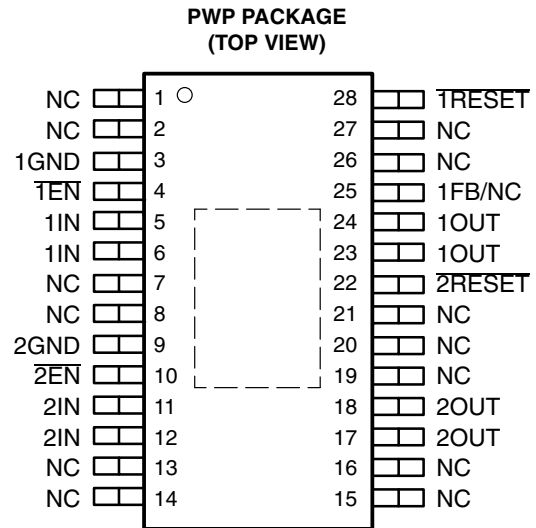 PWP PACKAGE
(TOP VIEW)
NC 1 28 1RESET
NC 2 27 NC
1GND 3 26 NC
1EN 4 25 1FB/NC
1IN 5 24 1OUT
1IN 6 23 1OUT
NC 7 22 2RESET
NC 8 21 NC
2GND 9 20 NC
2EN 10 19 NC
2IN 11 18 2OUT
2IN 12 17 2OUT
NC 13 16 NC
NC 14 15 NC